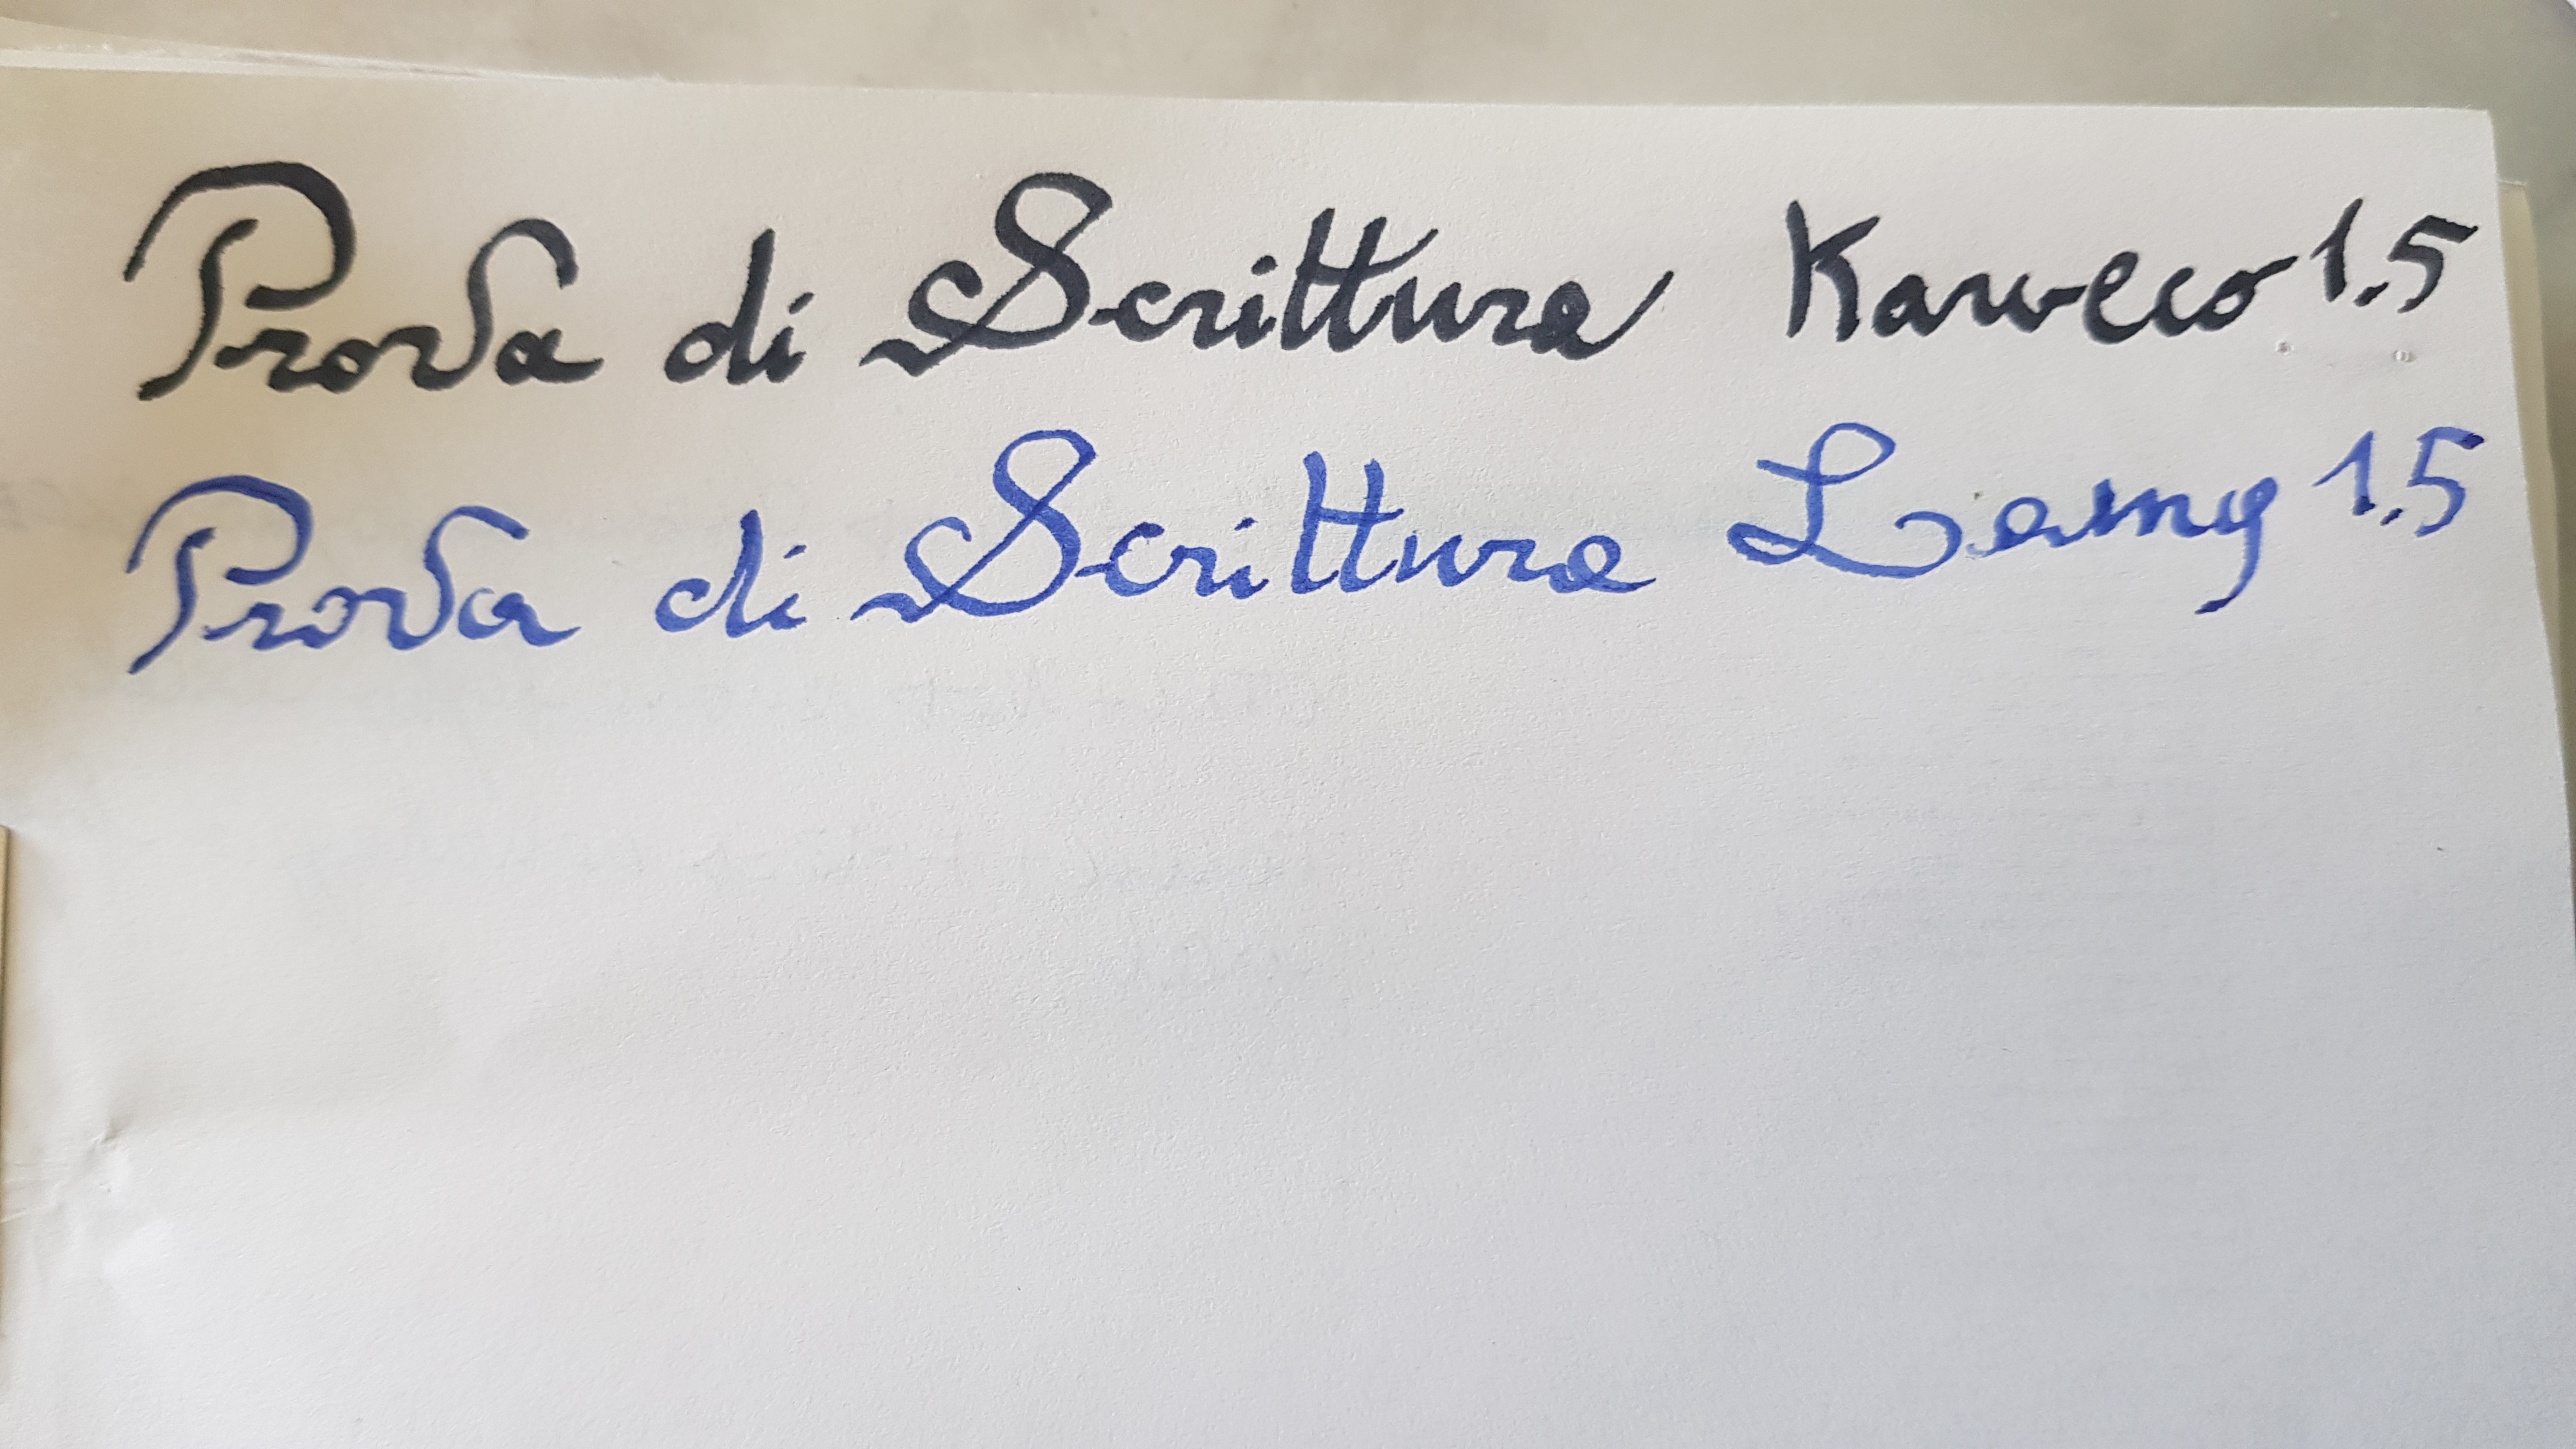 Prova di Scrittura Kaweco 1.5
Prova di Scrittura Lamy 1.5